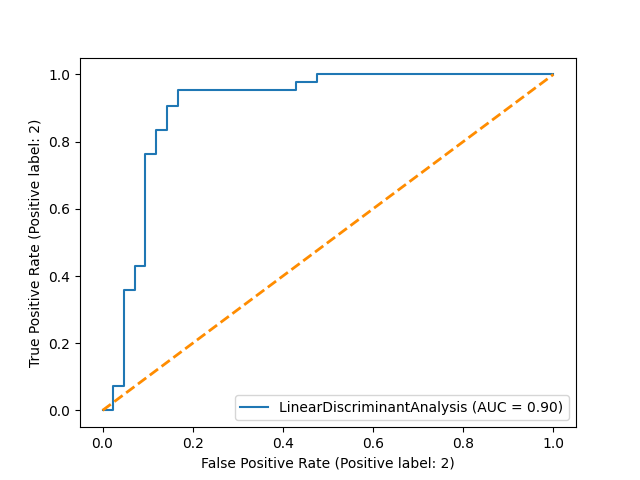 1.0
0.8
0.6
0.4
0.2
0.0
True Positive Rate (Positive label: 2)
LinearDiscriminantAnalysis (AUC = 0.90)
0.0 0.2 0.4 0.6 0.8 1.0
False Positive Rate (Positive label: 2)